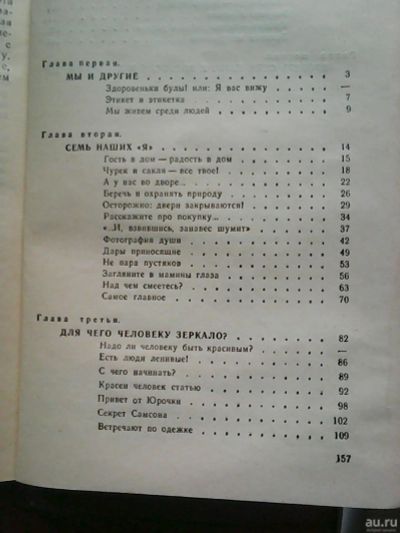 Глава первая.
МЫ И ДРУГИЕ . . . . . . . . . . 3
Здоровеньки булы! или: Я вас вижу . . . . —
Этикет и этикетка . . . . . . . . 7
Мы живем среди людей . . . . . . . 9
Глава вторая.
СЕМЬ НАШИХ «Я» . . . . . . . . . 14
Гость в дом — радость в дом . . . . . . 15
Чурек и сакля — все твое! . . . . . . 18
А у нас во дворе... . . . . . . . . 22
Беречь и охранять природу . . . . . . 26
Осторожно: двери закрываются! . . . . . 29
Расскажите про покупку... . . . . . . 34
«...И, взвившись, занавес шумит» . . . . . 37
Фотография души . . . . . . . . 42
Дары приносящие . . . . . . . . 49
Не пара пустяков . . . . . . . . 53
Загляните в мамины глаза . . . . . . 56
Над чем смеетесь? . . . . . . . . 63
Самое главное . . . . . . . . . 70
Глава третья.
ДЛЯ ЧЕГО ЧЕЛОВЕКУ ЗЕРКАЛО? . . . . . . 82
Надо ли человеку быть красивым? . . . . . —
Есть люди ленивые! . . . . . . . . 86
С чего начинать? . . . . . . . . 89
Красен человек статью . . . . . . . 92
Привет от Юрочки . . . . . . . . 98
Секрет Самсона . . . . . . . . . 102
Встречают по одежке . . . . . . . . 109
157
au.ru